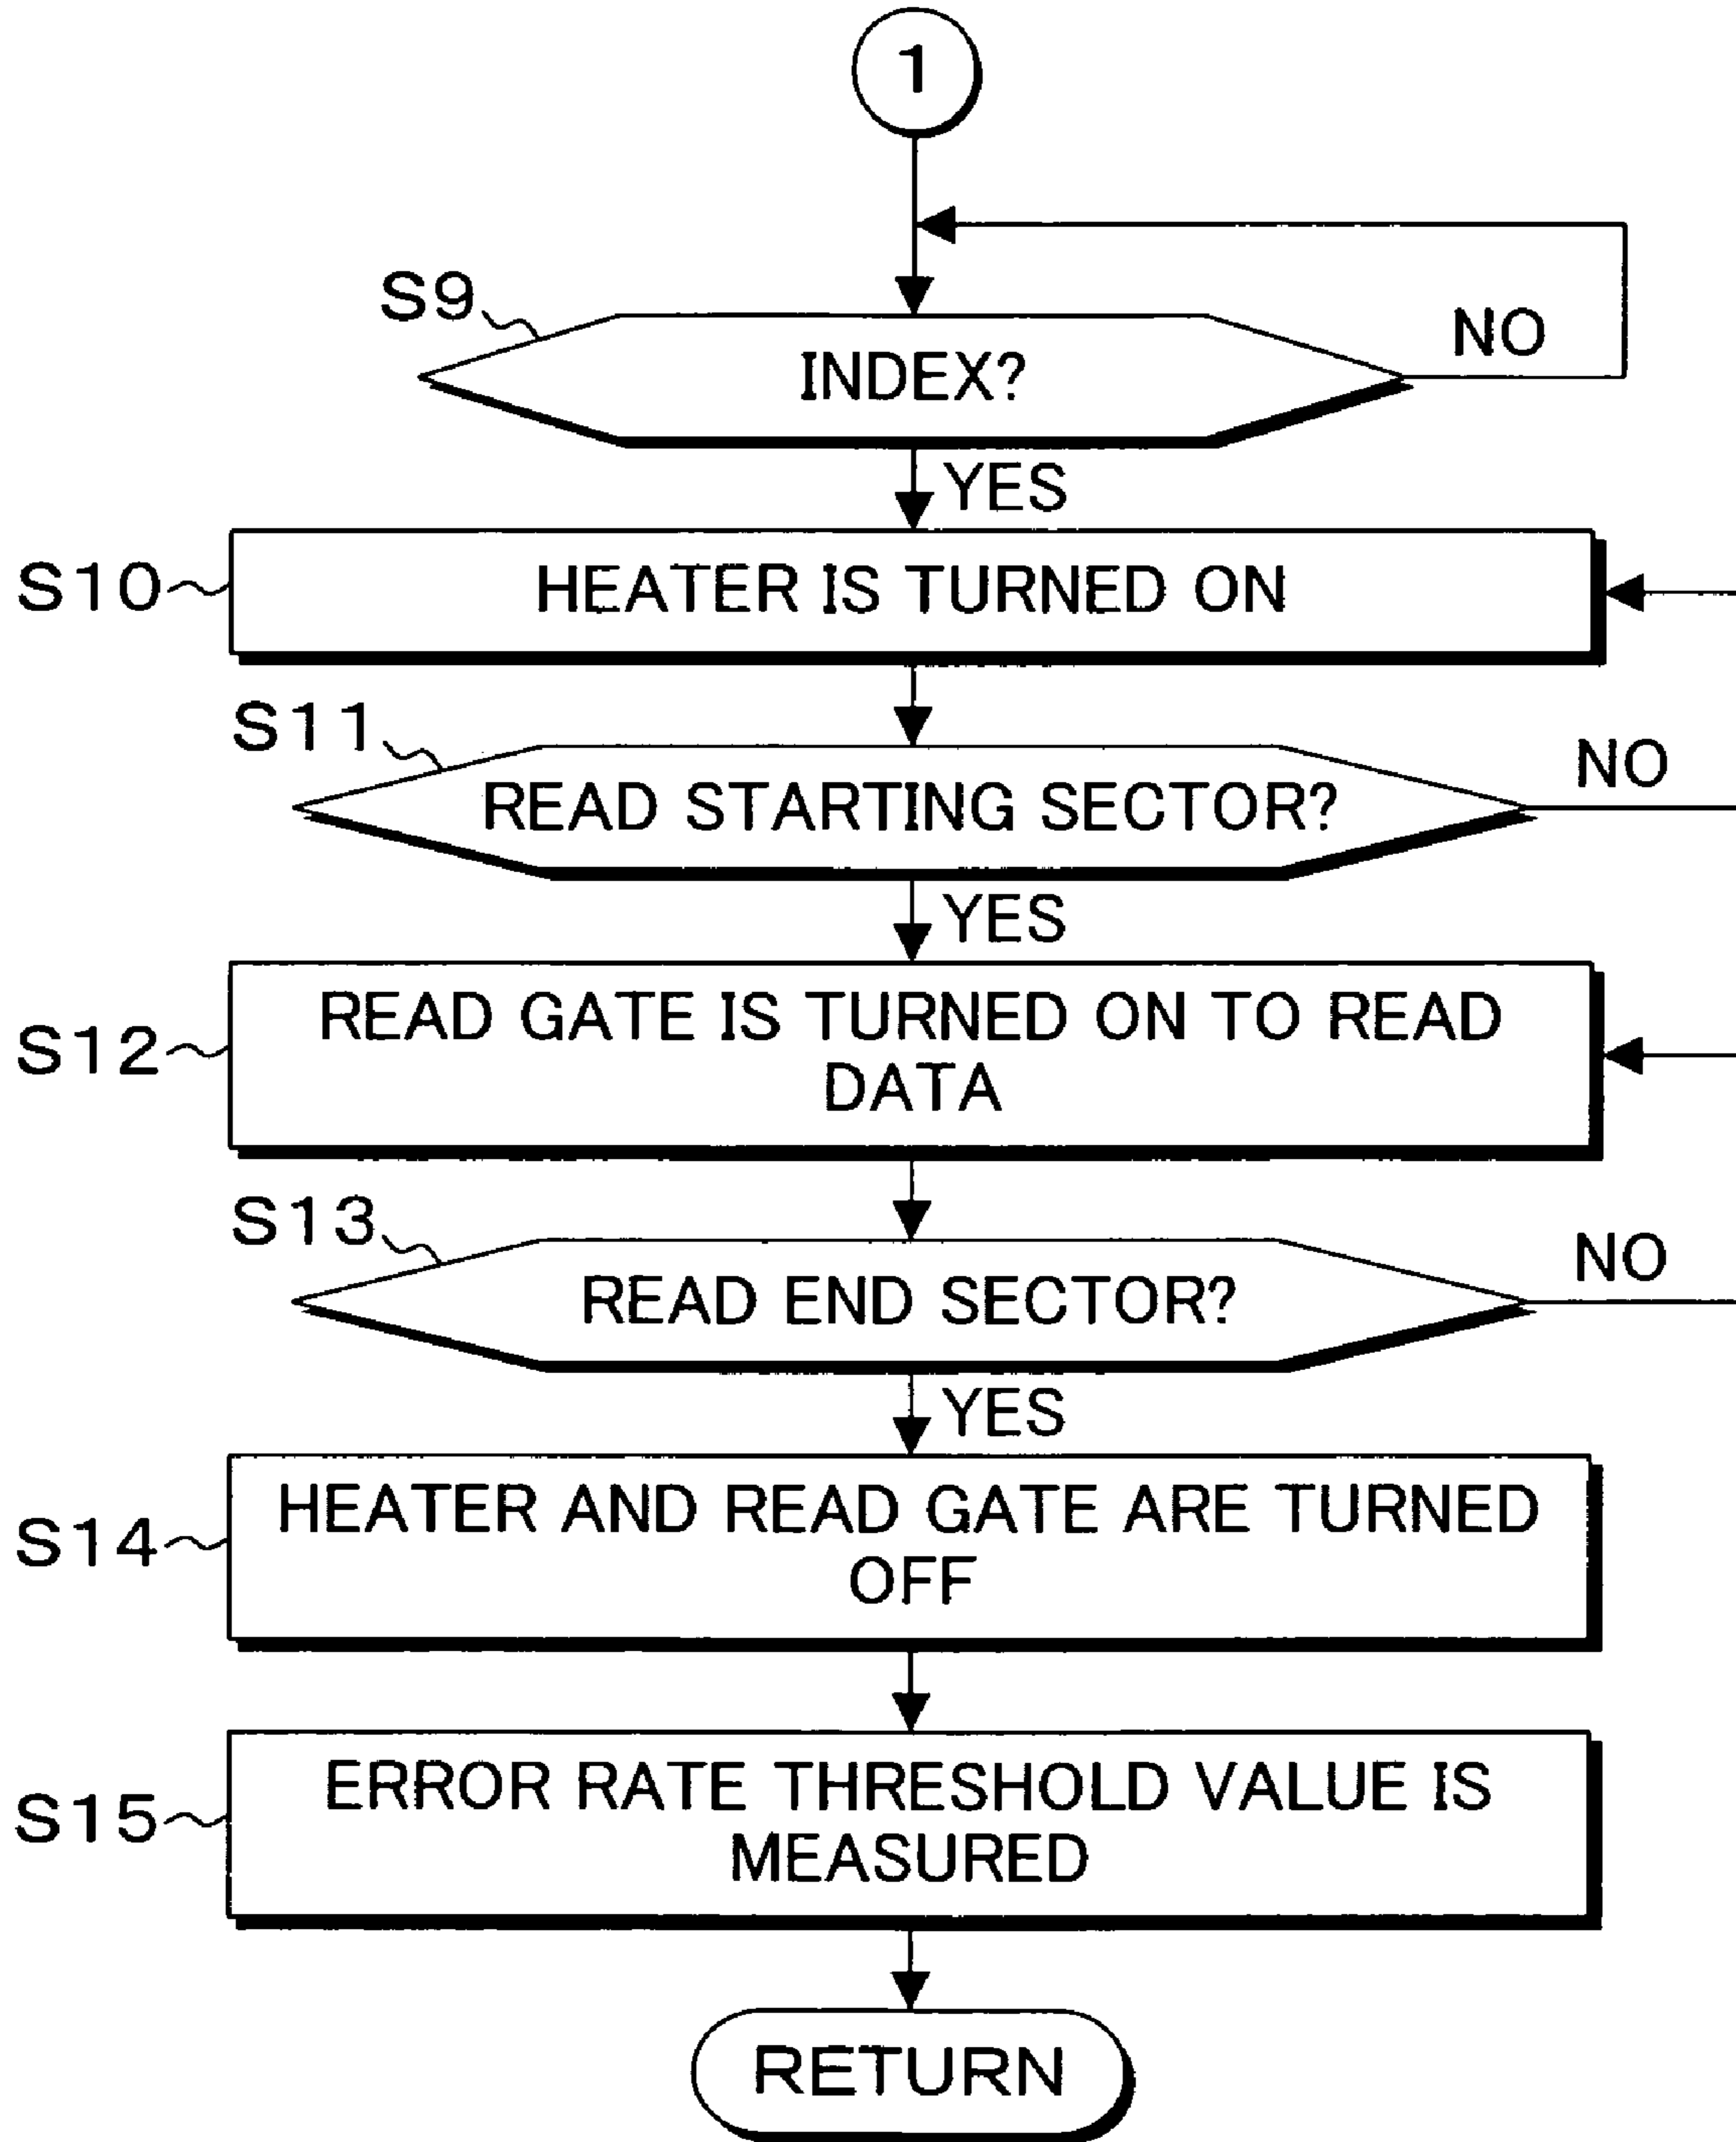 1
S9
INDEX?
NO
YES
S10
HEATER IS TURNED ON
S11
READ STARTING SECTOR?
NO
YES
S12
READ GATE IS TURNED ON TO READ
DATA
S13
READ END SECTOR?
NO
YES
S14
HEATER AND READ GATE ARE TURNED
OFF
S15
ERROR RATE THRESHOLD VALUE IS
MEASURED
RETURN